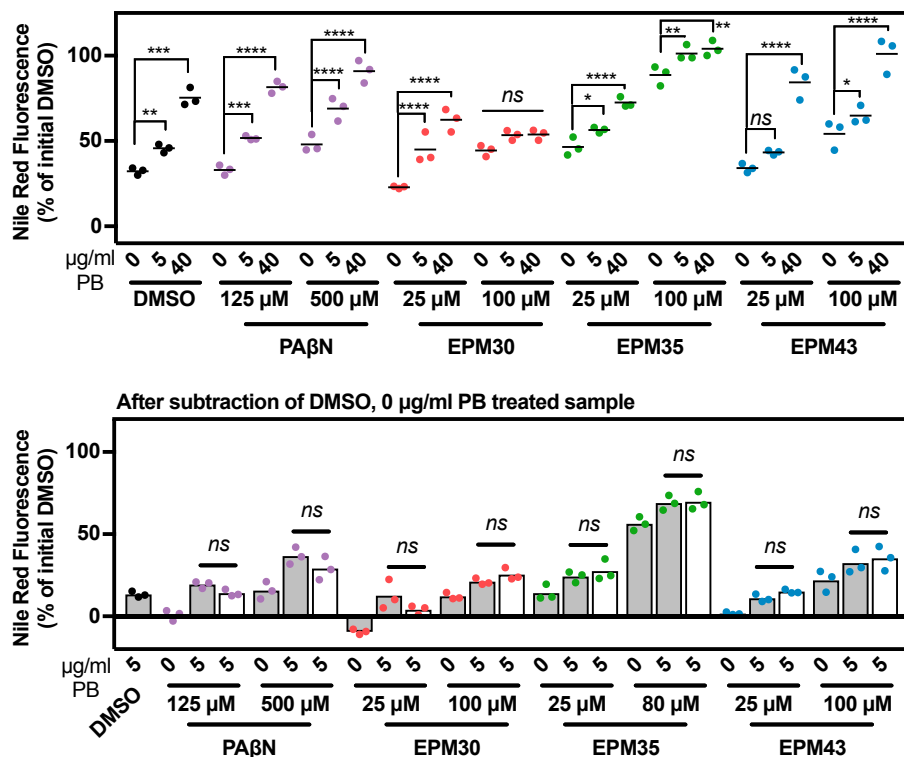 Nile Red Fluorescence
(% of initial DMSO)
100
50
0
*** ** **** *** **** **** **** **** ns **** * ** ** **** ns **** *
µg/ml
PB
0 5 40 0 5 40 0 5 40 0 5 40 0 5 40 0 5 40 0 5 40 0 5 40 0 5 40
DMSO 125 µM 500 µM 25 µM 100 µM 25 µM 100 µM 25 µM 100 µM
PAβN EPM30 EPM35 EPM43
After subtraction of DMSO, 0 µg/ml PB treated sample
Nile Red Fluorescence
(% of initial DMSO)
100
50
0
ns ns ns ns ns ns ns ns
µg/ml
PB
5 0 5 5 0 5 5 0 5 5 0 5 5 0 5 5 0 5 5 0 5 5 0 5 5
DMSO 125 µM 500 µM 25 µM 100 µM 25 µM 80 µM 25 µM 100 µM
PAβN EPM30 EPM35 EPM43